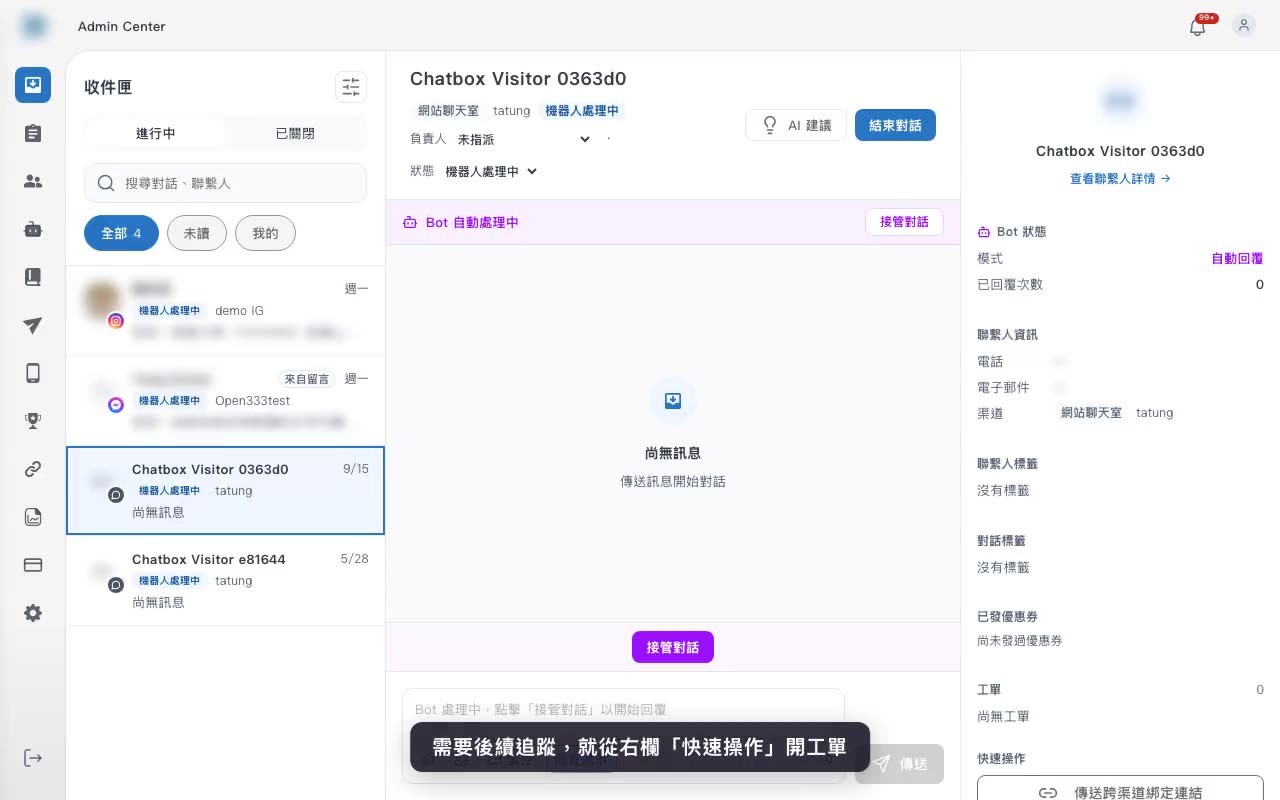 Admin Center
99+
收件匣
進行中
已關閉
搜尋對話、聯繫人
全部 4
未讀
我的
週一
機器人處理中 demo IG
來自留言 週一
機器人處理中 Open333test
Chatbox Visitor 0363d0 9/15
機器人處理中 tatung
尚無訊息
Chatbox Visitor e81644 5/28
機器人處理中 tatung
尚無訊息
Chatbox Visitor 0363d0
網站聊天室 tatung 機器人處理中
負責人 未指派
狀態 機器人處理中
AI 建議
結束對話
Bot 自動處理中
接管對話
尚無訊息
傳送訊息開始對話
接管對話
Bot 處理中，點擊「接管對話」以開始回覆
需要後續追蹤，就從右欄「快速操作」開工單
傳送
Chatbox Visitor 0363d0
查看聯繫人詳情 →
Bot 狀態
模式 自動回覆
已回覆次數 0
聯繫人資訊
電話
電子郵件
渠道 網站聊天室 tatung
聯繫人標籤
沒有標籤
對話標籤
沒有標籤
已發優惠券
尚未發過優惠券
工單 0
尚無工單
快速操作
傳送跨渠道綁定連結